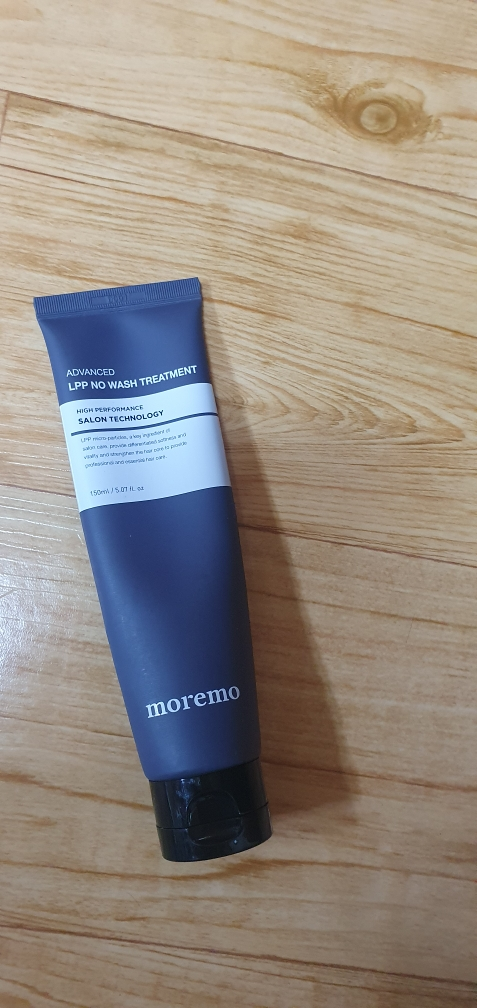 ADVANCED
LPP NO WASH TREATMENT
HIGH PERFORMANCE
SALON TECHNOLOGY
LPP micro-particles, a key ingredient of
salon care, provide differentiated softness and
vitality and strengthen the hair core to provide
professional and essential hair care.
150ml / 5.07 fl. oz
moremo